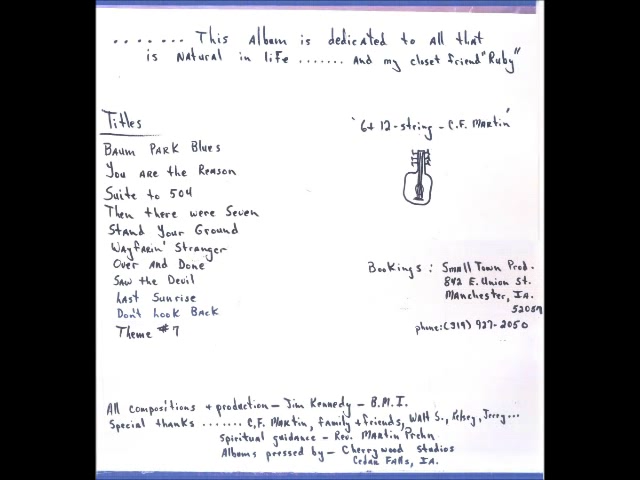 ....... This Album is dedicated to all that
is Natural in life ....... And my closet friend "Ruby"
Titles
Baum Park Blues
You are the Reason
Suite to 504
Then there were Seven
Stand Your Ground
Wayfarin' Stranger
Over and Done
Saw the Devil
Last Sunrise
Don't Look Back
Theme #7
'6+12-string - C.F. Martin'
Bookings: Small Town Prod.
842 E. Union St.
Manchester, IA.
52057
phone: (319) 927-2050
All compositions + production - Jim Kennedy - B.M.I.
Special thanks ....... C.F. Martin, family + friends, Walt S., Kelsey, Jerry...
Spiritual guidance - Rev. Martin Prehn
Albums pressed by - Cherrywood Studios
Cedar Falls, IA.